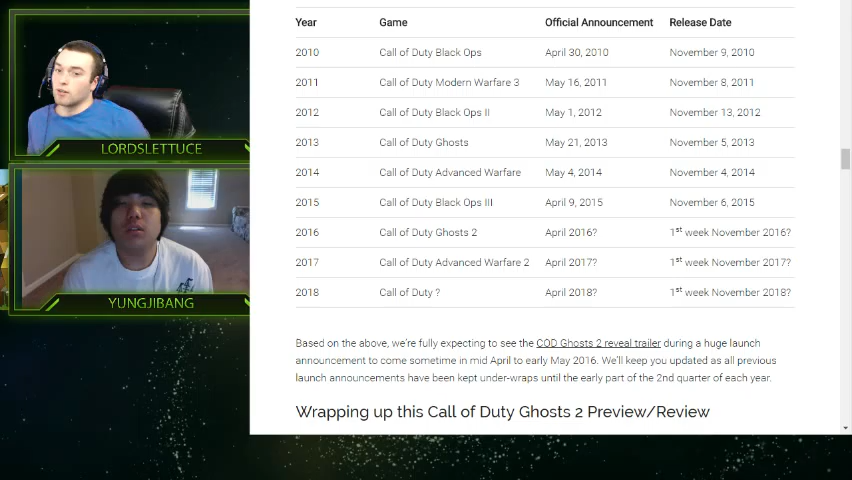 LORDSLETTUCE
YUNGJIBANG
Year Game Official Announcement Release Date
2010 Call of Duty Black Ops April 30, 2010 November 9, 2010
2011 Call of Duty Modern Warfare 3 May 16, 2011 November 8, 2011
2012 Call of Duty Black Ops II May 1, 2012 November 13, 2012
2013 Call of Duty Ghosts May 21, 2013 November 5, 2013
2014 Call of Duty Advanced Warfare May 4, 2014 November 4, 2014
2015 Call of Duty Black Ops III April 9, 2015 November 6, 2015
2016 Call of Duty Ghosts 2 April 2016? 1st week November 2016?
2017 Call of Duty Advanced Warfare 2 April 2017? 1st week November 2017?
2018 Call of Duty ? April 2018? 1st week November 2018?
Based on the above, we're fully expecting to see the COD Ghosts 2 reveal trailer during a huge launch
announcement to come sometime in mid April to early May 2016. We'll keep you updated as all previous
launch announcements have been kept under-wraps until the early part of the 2nd quarter of each year.
Wrapping up this Call of Duty Ghosts 2 Preview/Review